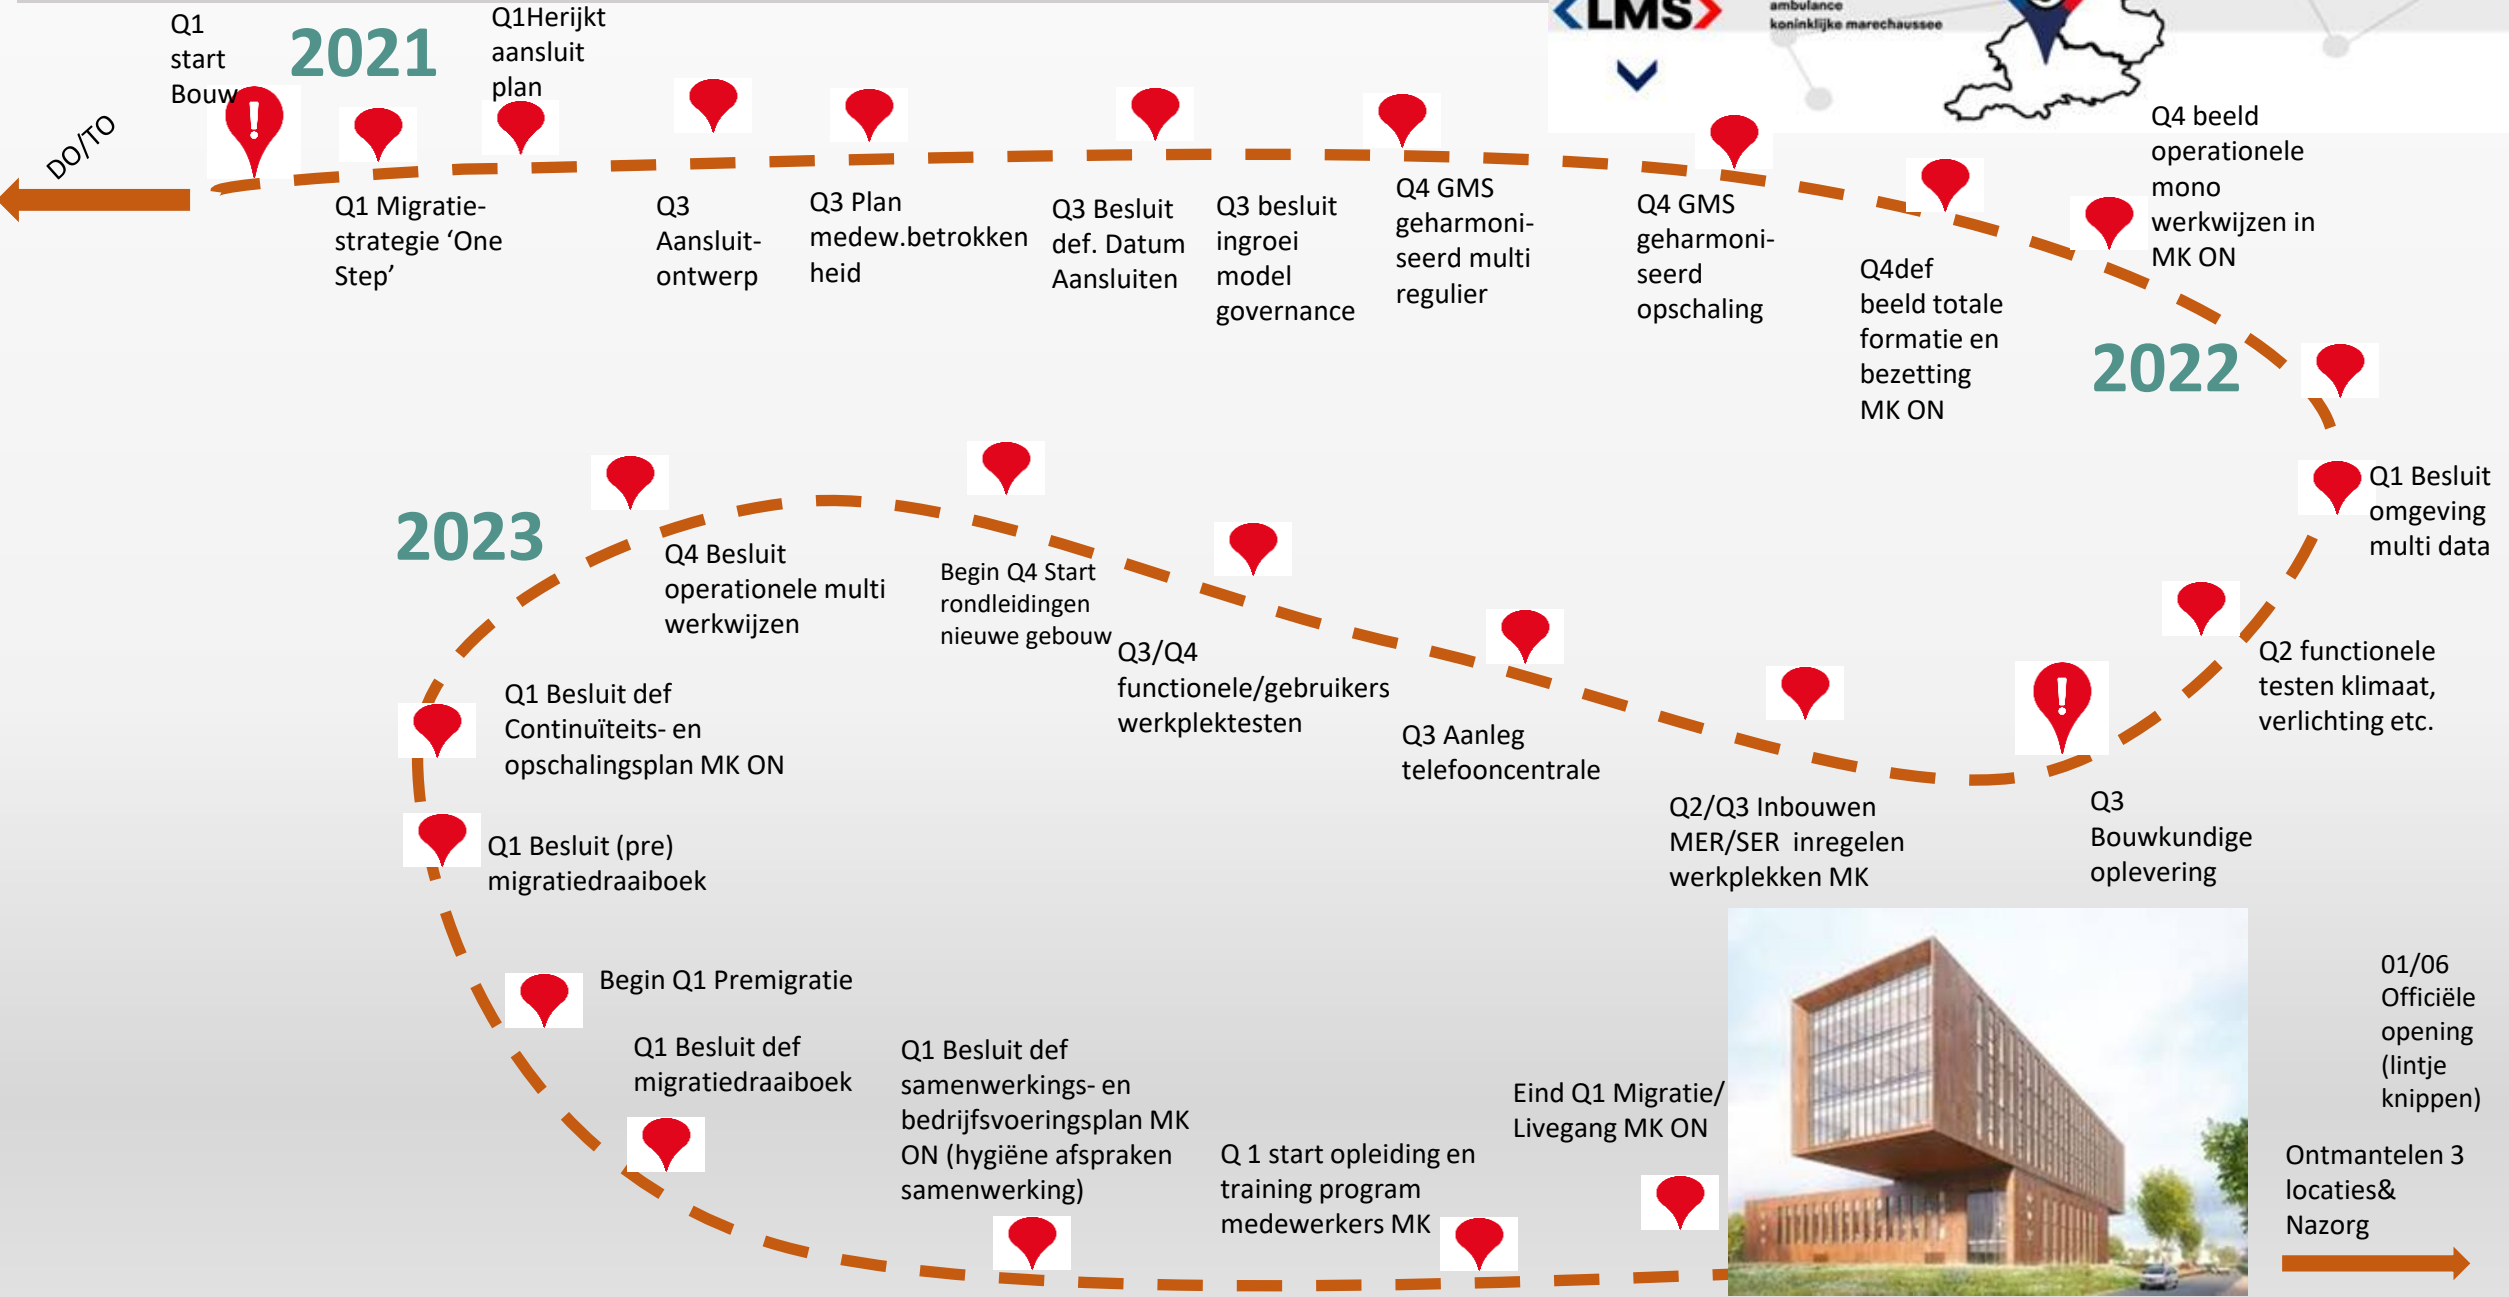 <LMS>
ambulance
koninklijke marechaussee
DO/TO
Q1
start
Bouw
2021
Q1 Migratie-
strategie ‘One
Step’
Q1Herijkt
aansluit
plan
Q3
Aansluit-
ontwerp
Q3 Plan
medew.betrokken
heid
Q3 Besluit
def. Datum
Aansluiten
Q3 besluit
ingroei
model
governance
Q4 GMS
geharmoni-
seerd multi
regulier
Q4 GMS
geharmoni-
seerd
opschaling
Q4def
beeld totale
formatie en
bezetting
MK ON
Q4 beeld
operationele
mono
werkwijzen in
MK ON
2022
Q1 Besluit
omgeving
multi data
Q2 functionele
testen klimaat,
verlichting etc.
Q3
Bouwkundige
oplevering
Q2/Q3 Inbouwen
MER/SER  inregelen
werkplekken MK
Q3 Aanleg
telefooncentrale
Q3/Q4
functionele/gebruikers
werkplektesten
Begin Q4 Start
rondleidingen
nieuwe gebouw
Q4 Besluit
operationele multi
werkwijzen
2023
Q1 Besluit def
Continuïteits- en
opschalingsplan MK ON
Q1 Besluit (pre)
migratiedraaiboek
Begin Q1 Premigratie
Q1 Besluit def
migratiedraaiboek
Q1 Besluit def
samenwerkings- en
bedrijfsvoeringsplan MK
ON (hygiëne afspraken
samenwerking)
Q 1 start opleiding en
training program
medewerkers MK
Eind Q1 Migratie/
Livegang MK ON
01/06
Officiële
opening
(lintje
knippen)
Ontmantelen 3
locaties&
Nazorg